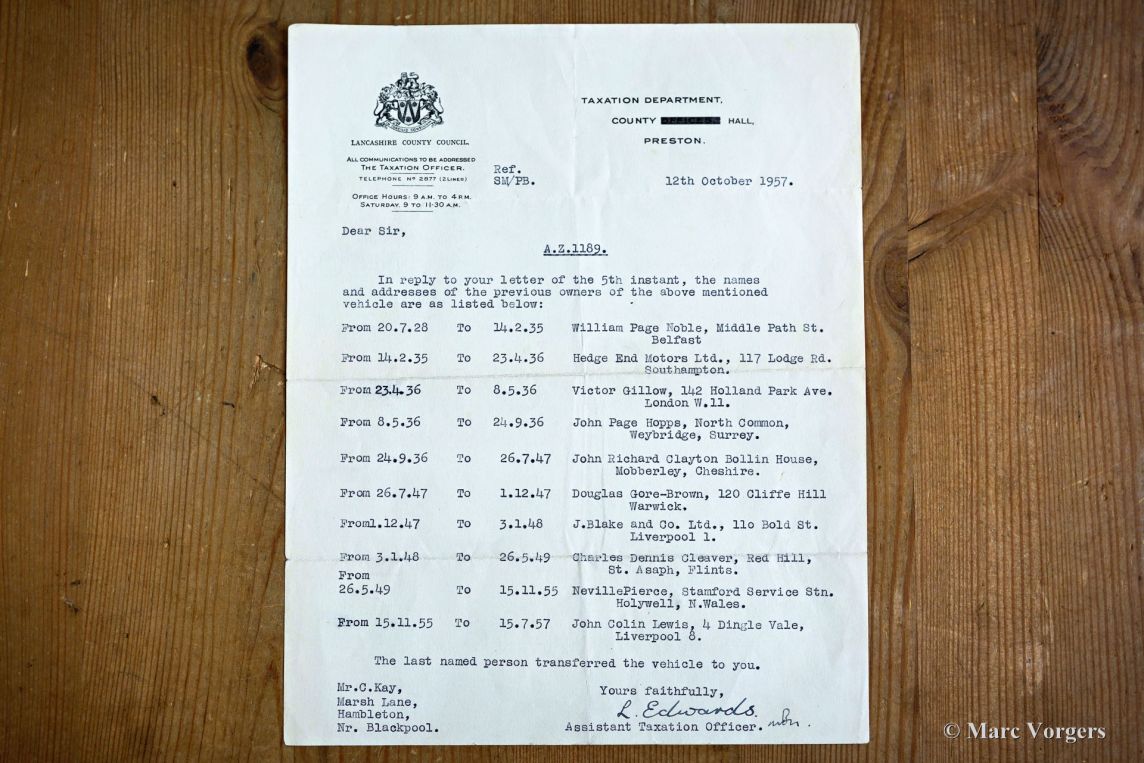 TAXATION DEPARTMENT,
COUNTY OFFICES HALL,
PRESTON.
LANCASHIRE COUNTY COUNCIL.
ALL COMMUNICATIONS TO BE ADDRESSED
THE TAXATION OFFICER.
TELEPHONE Nº 2877 (2 LINES)
OFFICE HOURS: 9 A.M. TO 4 P.M.
SATURDAY, 9 TO 11·30 A.M.
Ref.
SM/PB.
12th October 1957.
Dear Sir,
A.Z.1189.
In reply to your letter of the 5th instant, the names
and addresses of the previous owners of the above mentioned
vehicle are as listed below:
From 20.7.28 To 14.2.35 William Page Noble, Middle Path St.
Belfast
From 14.2.35 To 23.4.36 Hedge End Motors Ltd., 117 Lodge Rd.
Southampton.
From 23.4.36 To 8.5.36 Victor Gillow, 142 Holland Park Ave.
London W.11.
From 8.5.36 To 24.9.36 John Page Hopps, North Common,
Weybridge, Surrey.
From 24.9.36 To 26.7.47 John Richard Clayton Bollin House,
Mobberley, Cheshire.
From 26.7.47 To 1.12.47 Douglas Gore-Brown, 120 Cliffe Hill
Warwick.
From1.12.47 To 3.1.48 J.Blake and Co. Ltd., 11o Bold St.
Liverpool 1.
From 3.1.48 To 26.5.49 Charles Dennis Cleaver, Red Hill,
St. Asaph, Flints.
From
26.5.49 To 15.11.55 NevillePierce, Stamford Service Stn.
Holywell, N.Wales.
From 15.11.55 To 15.7.57 John Colin Lewis, 4 Dingle Vale,
Liverpool 8.
The last named person transferred the vehicle to you.
Mr.C.Kay,
Marsh Lane,
Hambleton,
Nr. Blackpool.
Yours faithfully,
L. Edwards.
Assistant Taxation Officer.
© Marc Vorgers